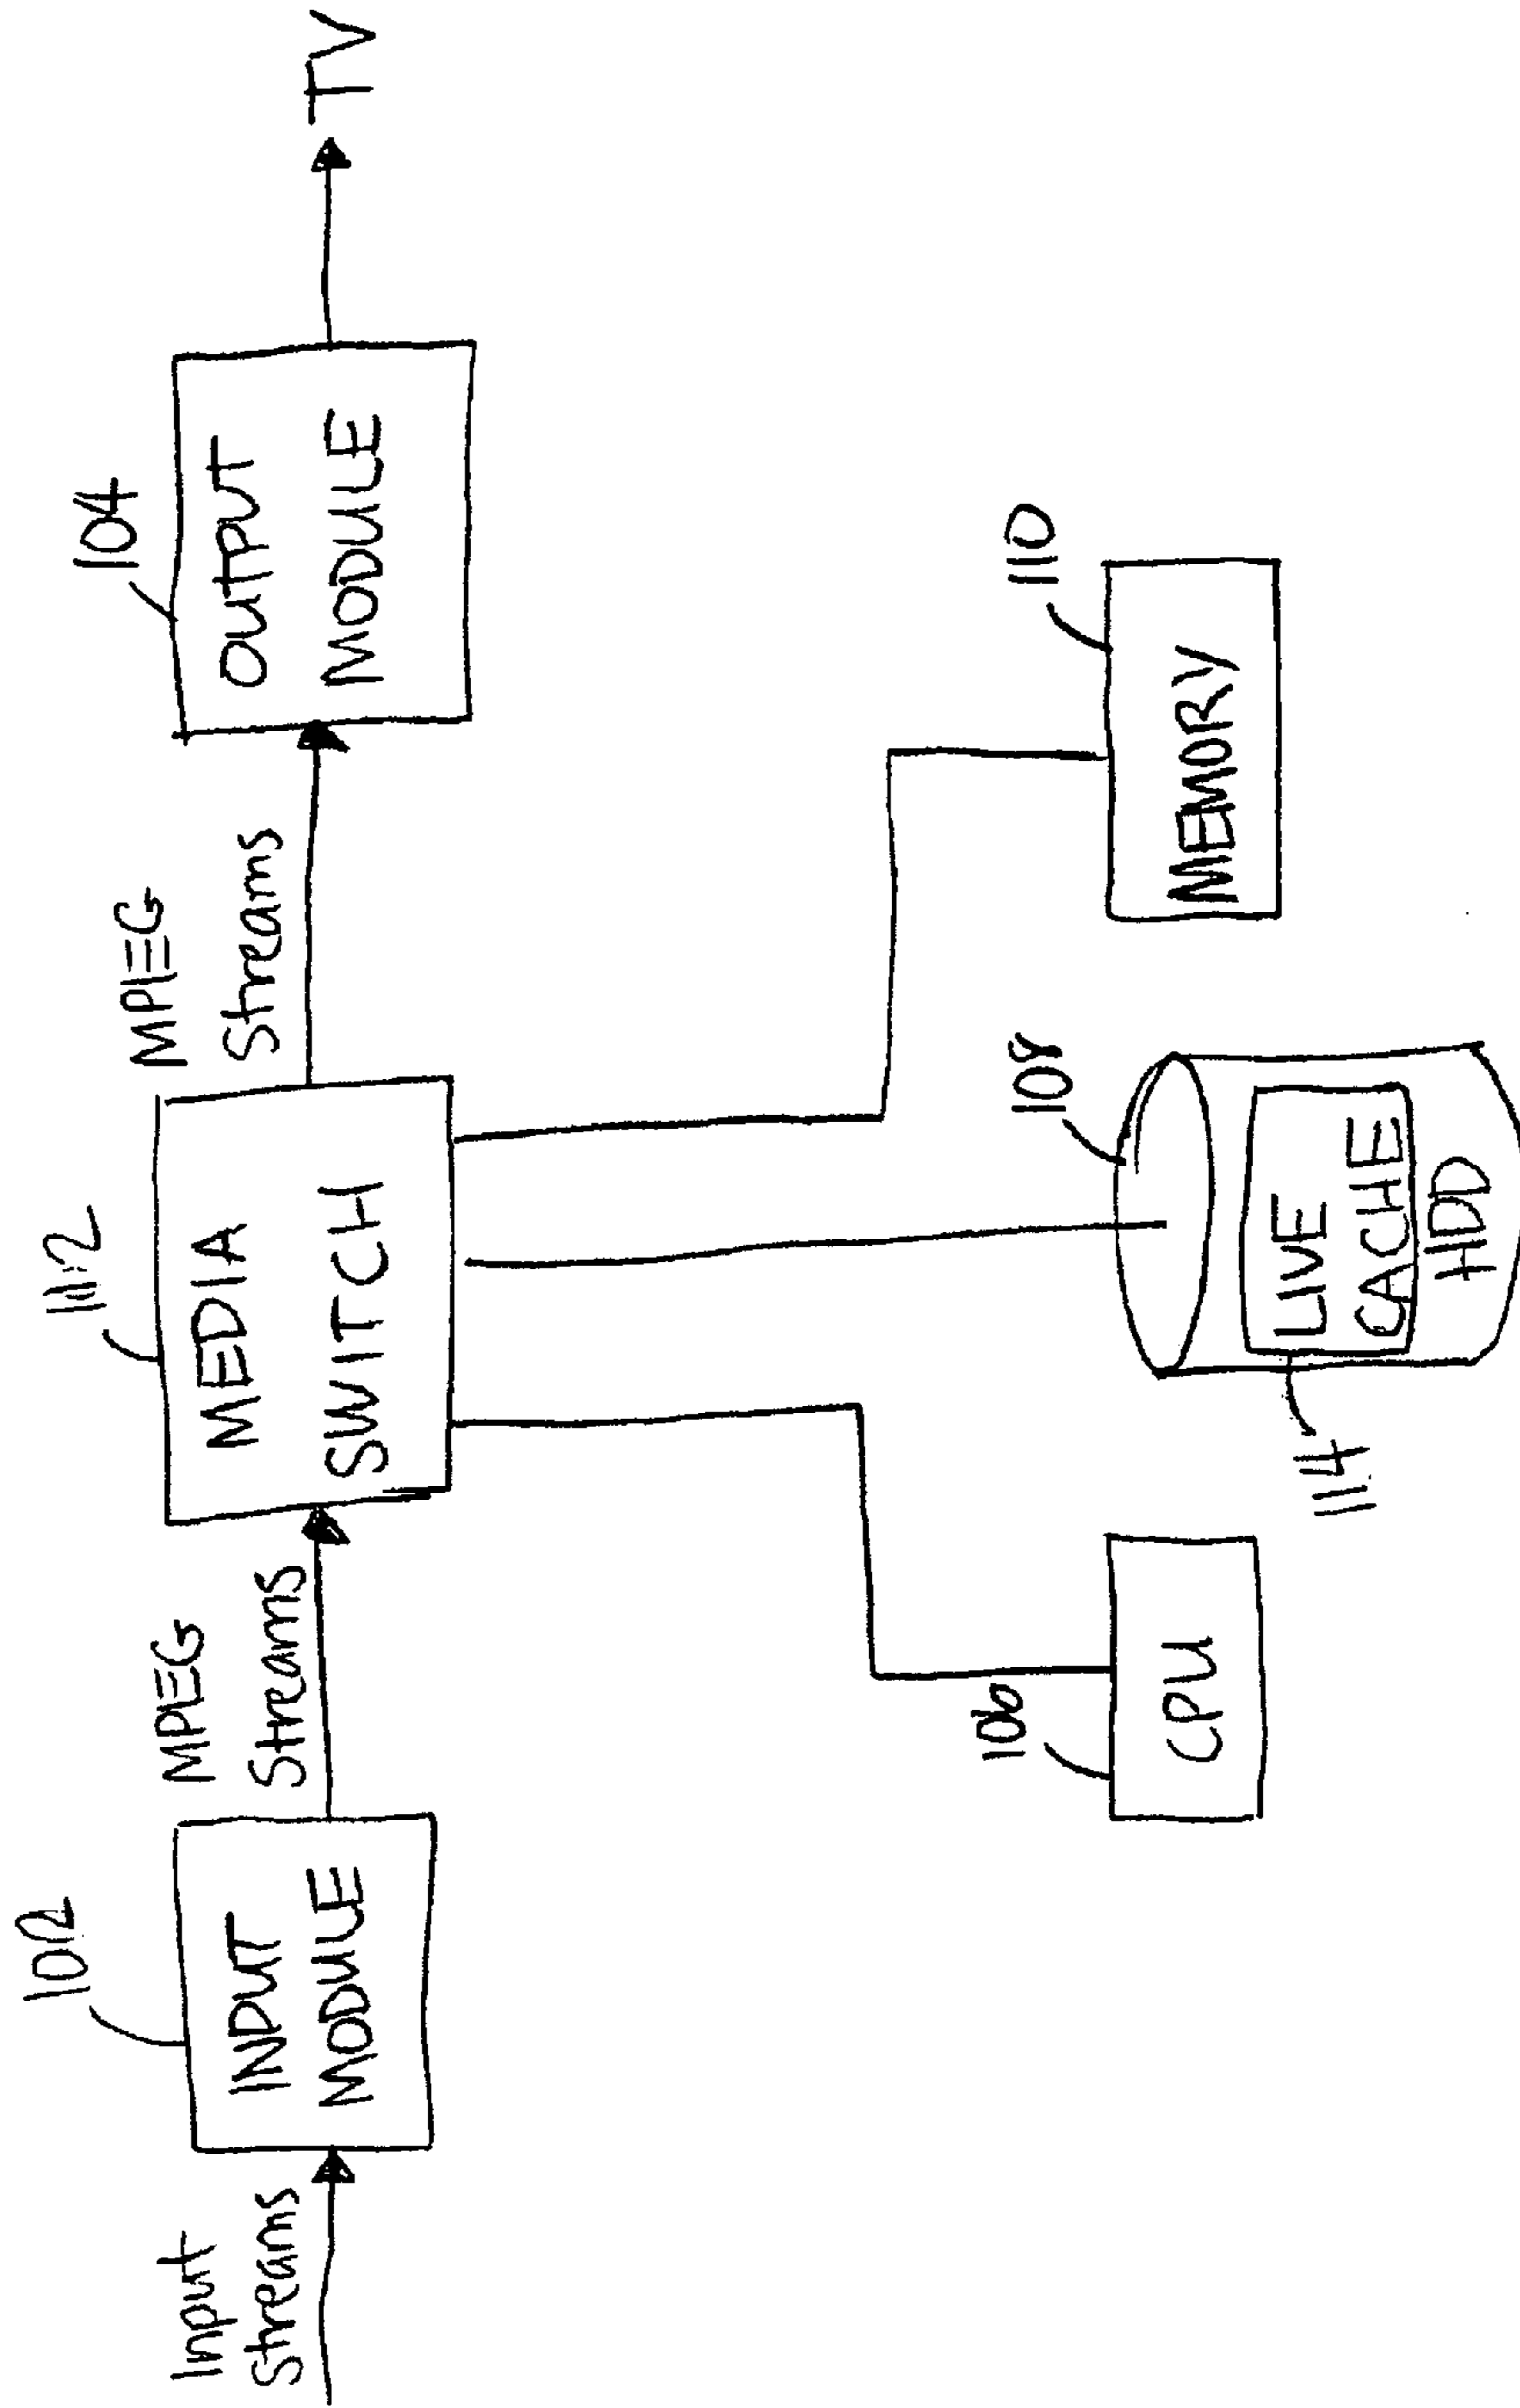 Input
Streams
102
INPUT
MODULE
MPEG
Streams
112
MEDIA
SWITCH
MPEG
Streams
104
OUTPUT
MODULE
TV
106
CPU
108
114
LIVE
CACHE
HDD
110
MEMORY